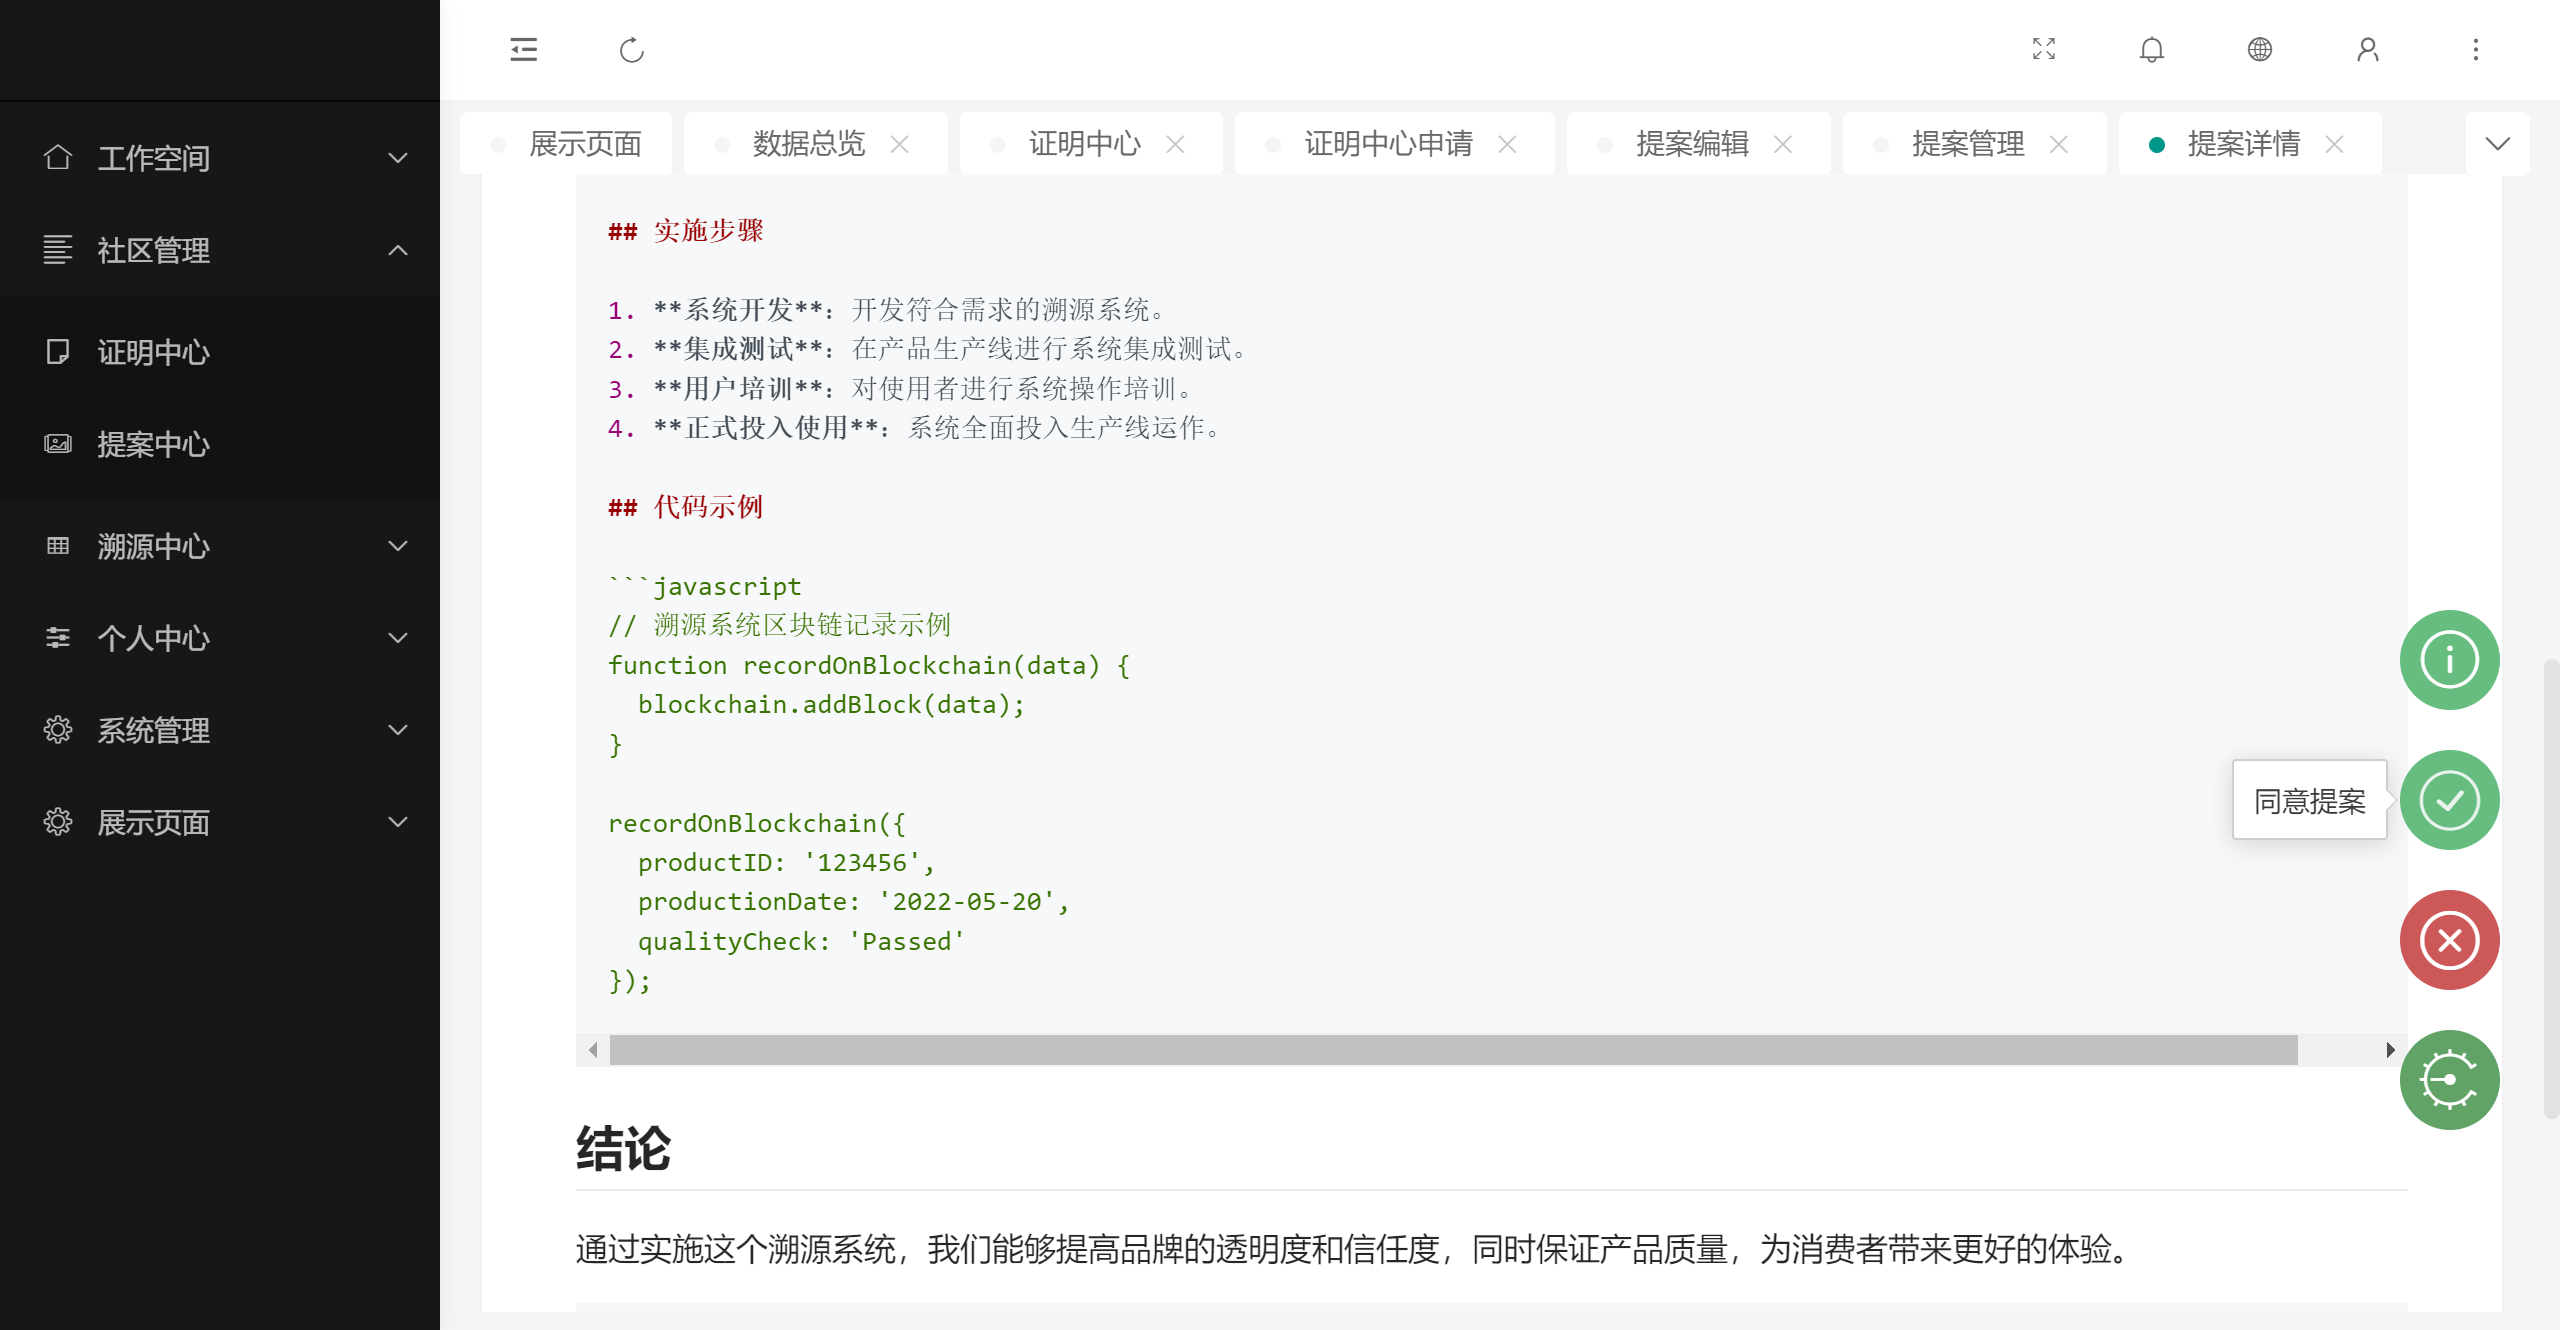 工作空间
社区管理
证明中心
提案中心
溯源中心
个人中心
系统管理
展示页面
展示页面
数据总览
证明中心
证明中心申请
提案编辑
提案管理
提案详情
## 实施步骤
1. **系统开发**：开发符合需求的溯源系统。
2. **集成测试**：在产品生产线进行系统集成测试。
3. **用户培训**：对使用者进行系统操作培训。
4. **正式投入使用**：系统全面投入生产线运作。
## 代码示例
```javascript
// 溯源系统区块链记录示例
function recordOnBlockchain(data) {
  blockchain.addBlock(data);
}
recordOnBlockchain({
  productID: '123456',
  productionDate: '2022-05-20',
  qualityCheck: 'Passed'
});
同意提案
结论
通过实施这个溯源系统，我们能够提高品牌的透明度和信任度，同时保证产品质量，为消费者带来更好的体验。